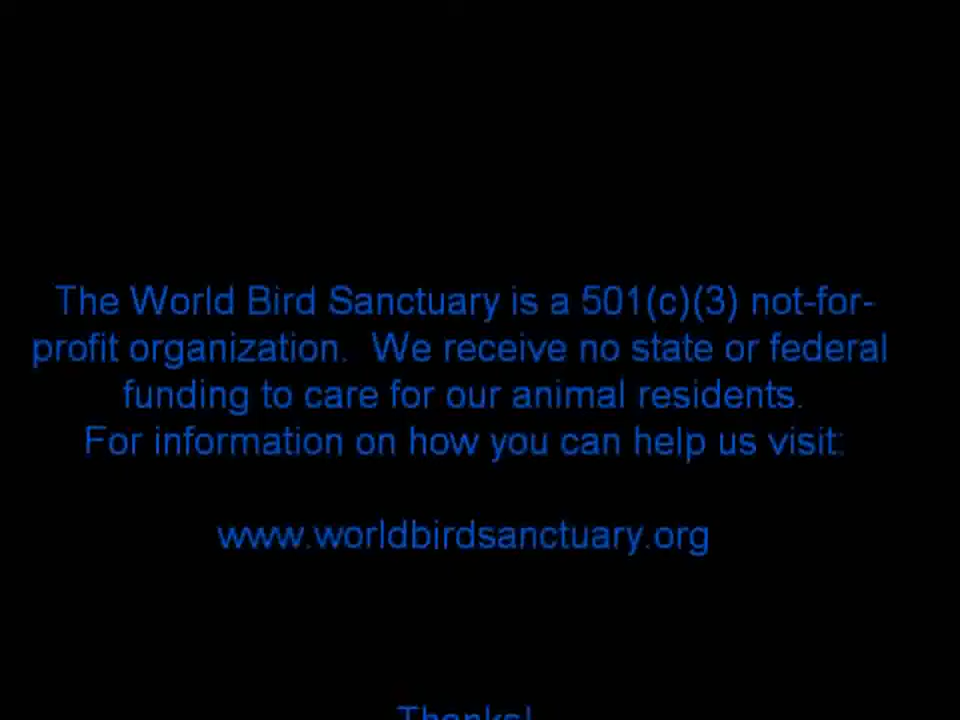 The World Bird Sanctuary is a 501(c)(3) not-for-
profit organization.  We receive no state or federal
funding to care for our animal residents.
For information on how you can help us visit:
www.worldbirdsanctuary.org
Thanks!